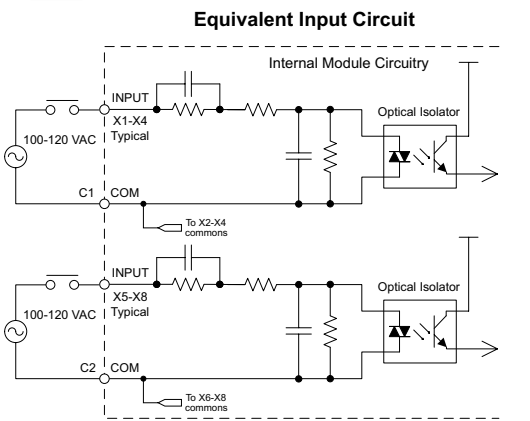 Equivalent Input Circuit
Internal Module Circuitry
INPUT
X1-X4
Typical
100-120 VAC
Optical Isolator
C1
COM
To X2-X4
commons
INPUT
X5-X8
Typical
100-120 VAC
Optical Isolator
C2
COM
To X6-X8
commons